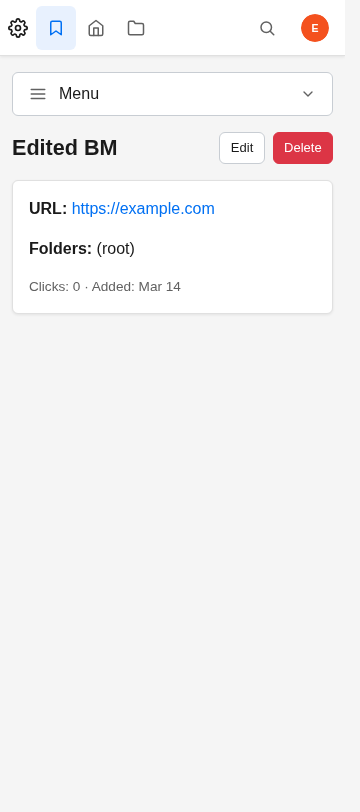 E
Menu
Edited BM
Edit
Delete
URL: https://example.com
Folders: (root)
Clicks: 0 · Added: Mar 14